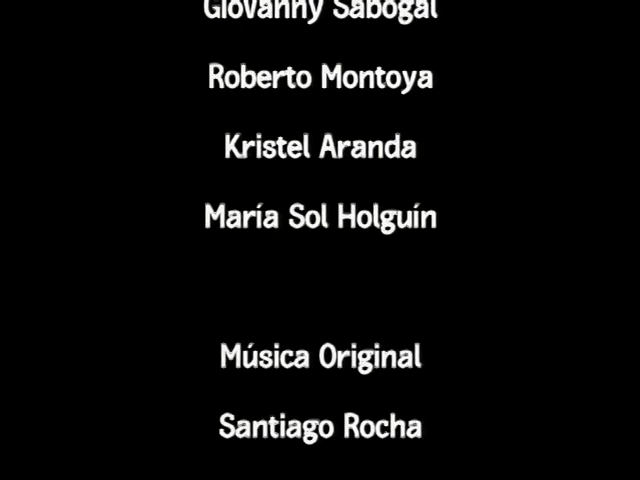 Giovanny Sabogal
Roberto Montoya
Kristel Aranda
María Sol Holguín
Música Original
Santiago Rocha